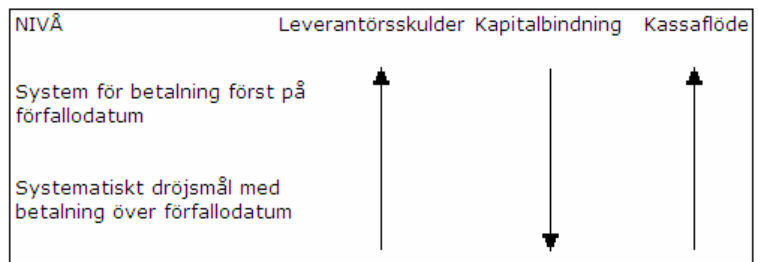 NIVÅ Leverantörsskulder Kapitalbindning Kassaflöde
System för betalning först på
förfallodatum
Systematiskt dröjsmål med
betalning över förfallodatum